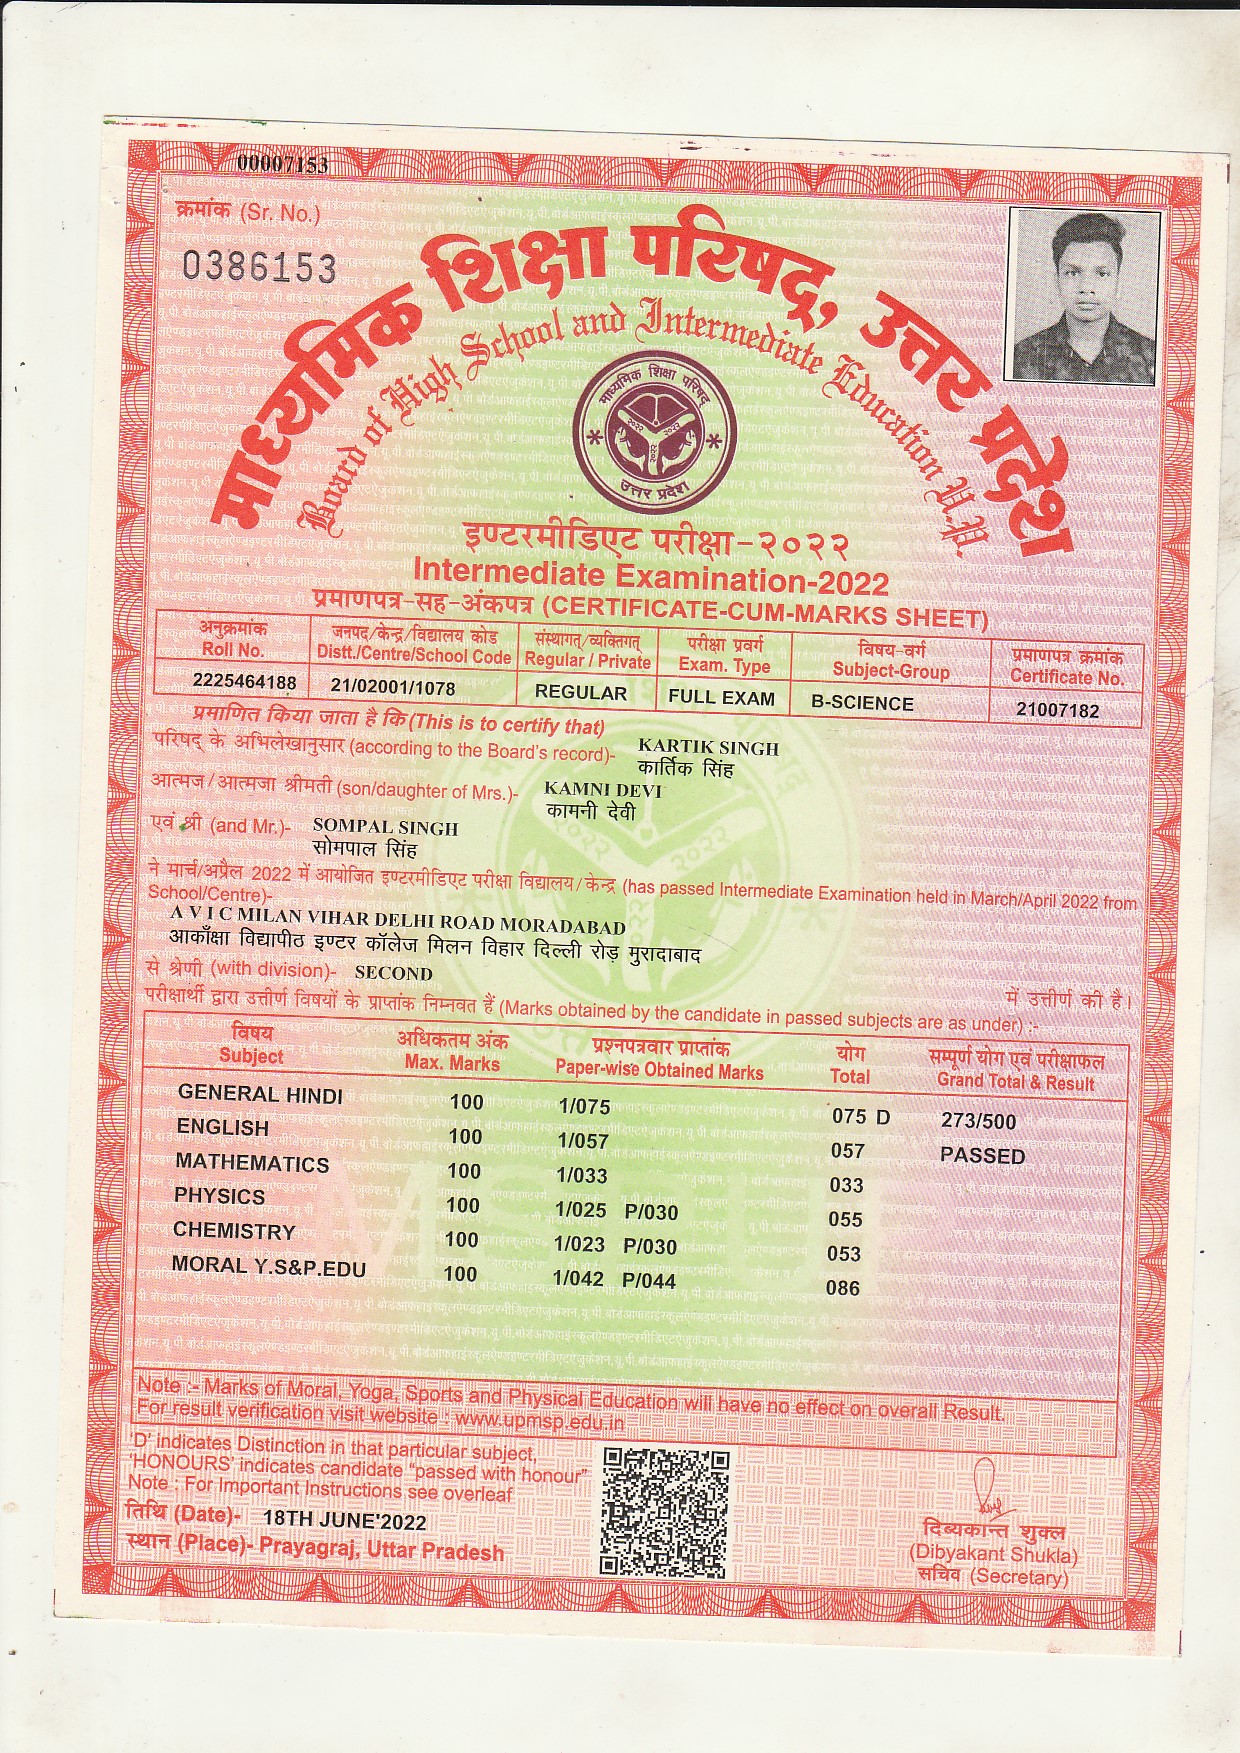 00007153
क्रमांक (Sr. No.)
0386153
माध्यमिक शिक्षा परिषद्, उत्तर प्रदेश
Board of High School and Intermediate Education U.P.
माध्यमिक शिक्षा परिषद्
२०२२ २०२२
२०२२
उत्तर प्रदेश
इण्टरमीडिएट परीक्षा-२०२२
Intermediate Examination-2022
प्रमाणपत्र-सह-अंकपत्र (CERTIFICATE-CUM-MARKS SHEET)
अनुक्रमांक जनपद/केन्द्र/विद्यालय कोड संस्थागत्/व्यक्तिगत् परीक्षा प्रवर्ग विषय-वर्ग प्रमाणपत्र क्रमांक
Roll No. Distt./Centre/School Code Regular / Private Exam. Type Subject-Group Certificate No.
2225464188 21/02001/1078 REGULAR FULL EXAM B-SCIENCE 21007182
प्रमाणित किया जाता है कि (This is to certify that)
परिषद् के अभिलेखानुसार (according to the Board's record)- KARTIK SINGH
कार्तिक सिंह
आत्मज/आत्मजा श्रीमती (son/daughter of Mrs.)- KAMNI DEVI
कामनी देवी
एवं श्री (and Mr.)- SOMPAL SINGH
सोमपाल सिंह
ने मार्च/अप्रैल 2022 में आयोजित इण्टरमीडिएट परीक्षा विद्यालय/केन्द्र (has passed Intermediate Examination held in March/April 2022 from
School/Centre)-
A V I C MILAN VIHAR DELHI ROAD MORADABAD
आकाँक्षा विद्यापीठ इण्टर कॉलेज मिलन विहार दिल्ली रोड़ मुरादाबाद
से श्रेणी (with division)- SECOND में उत्तीर्ण की है।
परीक्षार्थी द्वारा उत्तीर्ण विषयों के प्राप्तांक निम्नवत हैं (Marks obtained by the candidate in passed subjects are as under) :-
विषय अधिकतम अंक प्रश्नपत्रवार प्राप्तांक योग सम्पूर्ण योग एवं परीक्षाफल
Subject Max. Marks Paper-wise Obtained Marks Total Grand Total & Result
GENERAL HINDI 100 1/075 075 D 273/500
ENGLISH 100 1/057 057 PASSED
MATHEMATICS 100 1/033 033
PHYSICS 100 1/025 P/030 055
CHEMISTRY 100 1/023 P/030 053
MORAL Y.S&P.EDU 100 1/042 P/044 086
Note :- Marks of Moral, Yoga, Sports and Physical Education will have no effect on overall Result.
For result verification visit website : www.upmsp.edu.in
'D' indicates Distinction in that particular subject,
'HONOURS' indicates candidate "passed with honour"
Note : For Important Instructions see overleaf
तिथि (Date)- 18TH JUNE'2022
स्थान (Place)- Prayagraj, Uttar Pradesh
दिव्यकान्त शुक्ल
(Dibyakant Shukla)
सचिव (Secretary)